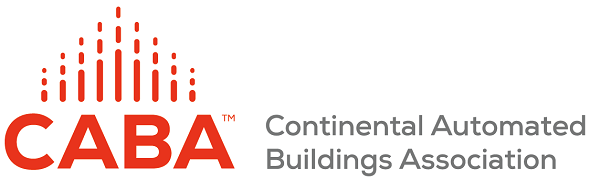 CABA™
Continental Automated
Buildings Association